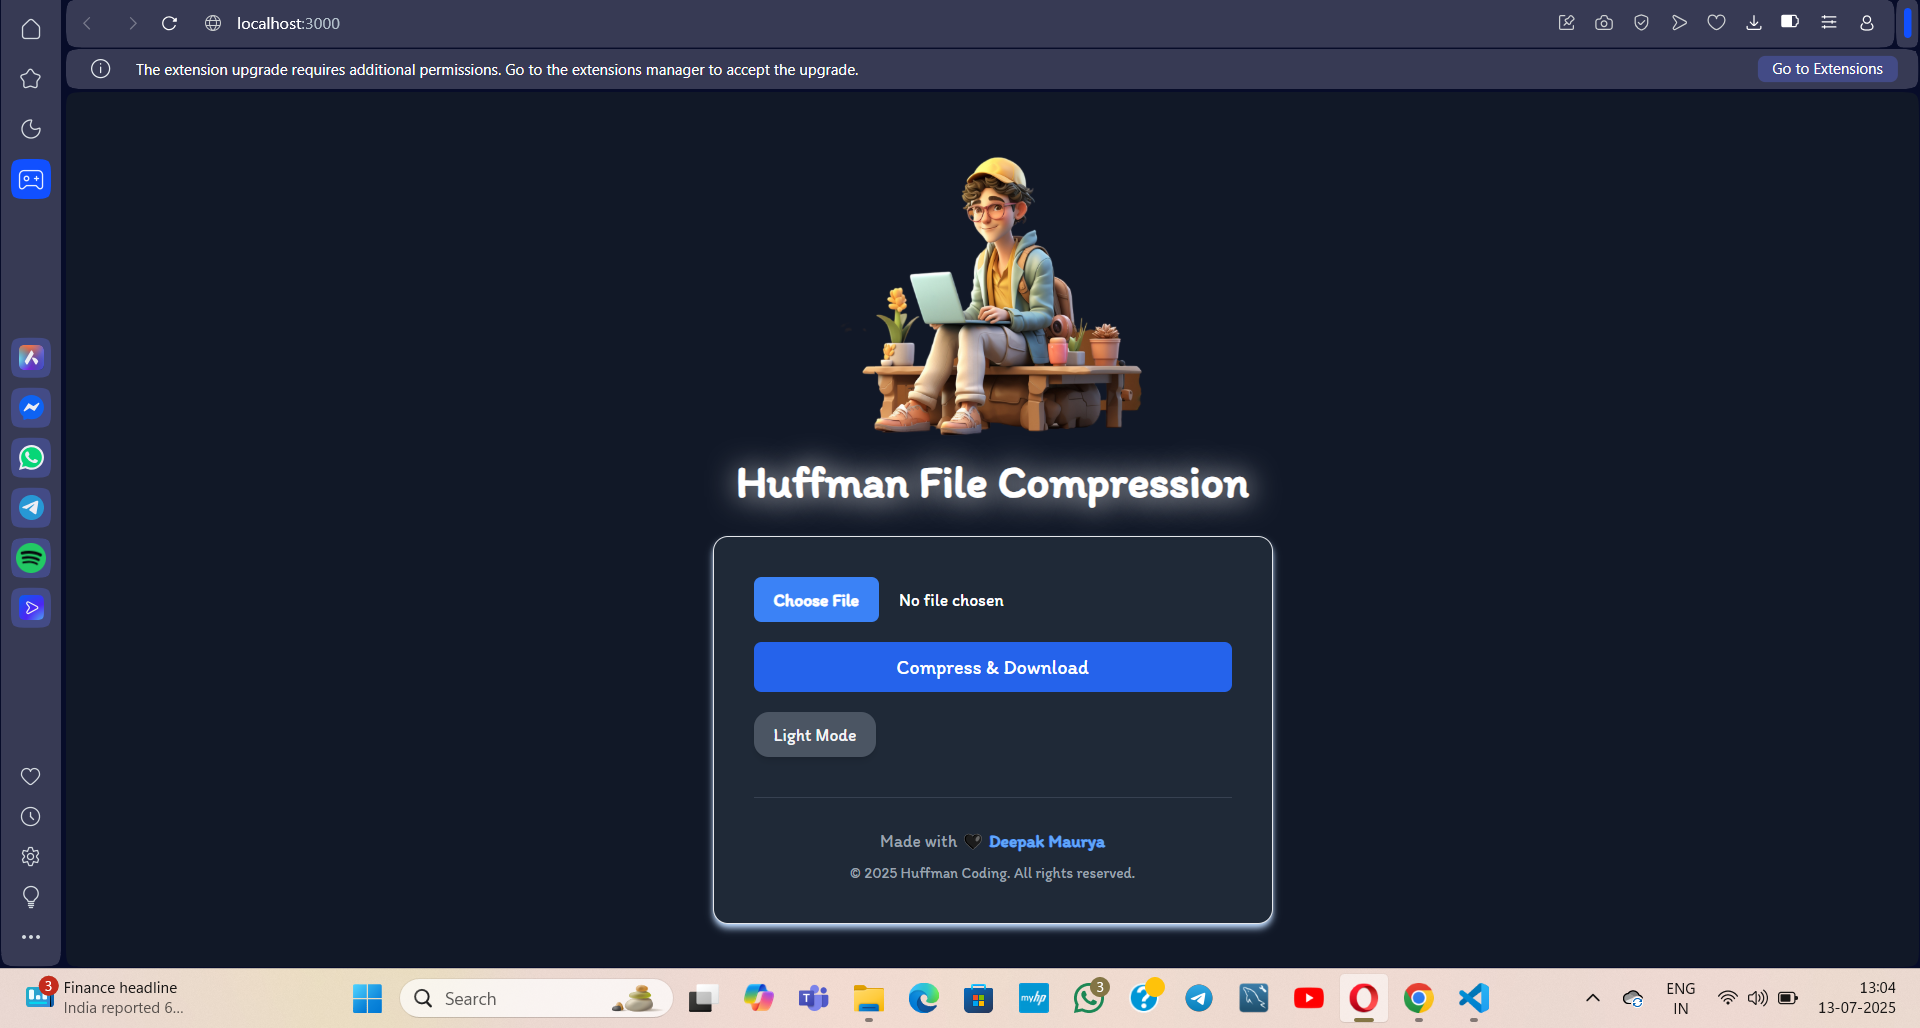 localhost:3000
The extension upgrade requires additional permissions. Go to the extensions manager to accept the upgrade.
Go to Extensions
Huffman File Compression
Choose File No file chosen
Compress & Download
Light Mode
Made with 🖤 Deepak Maurya
© 2025 Huffman Coding. All rights reserved.
3
Finance headline
India reported 6...
Search
T
myhp
3
?
ENG
IN
13:04
13-07-2025